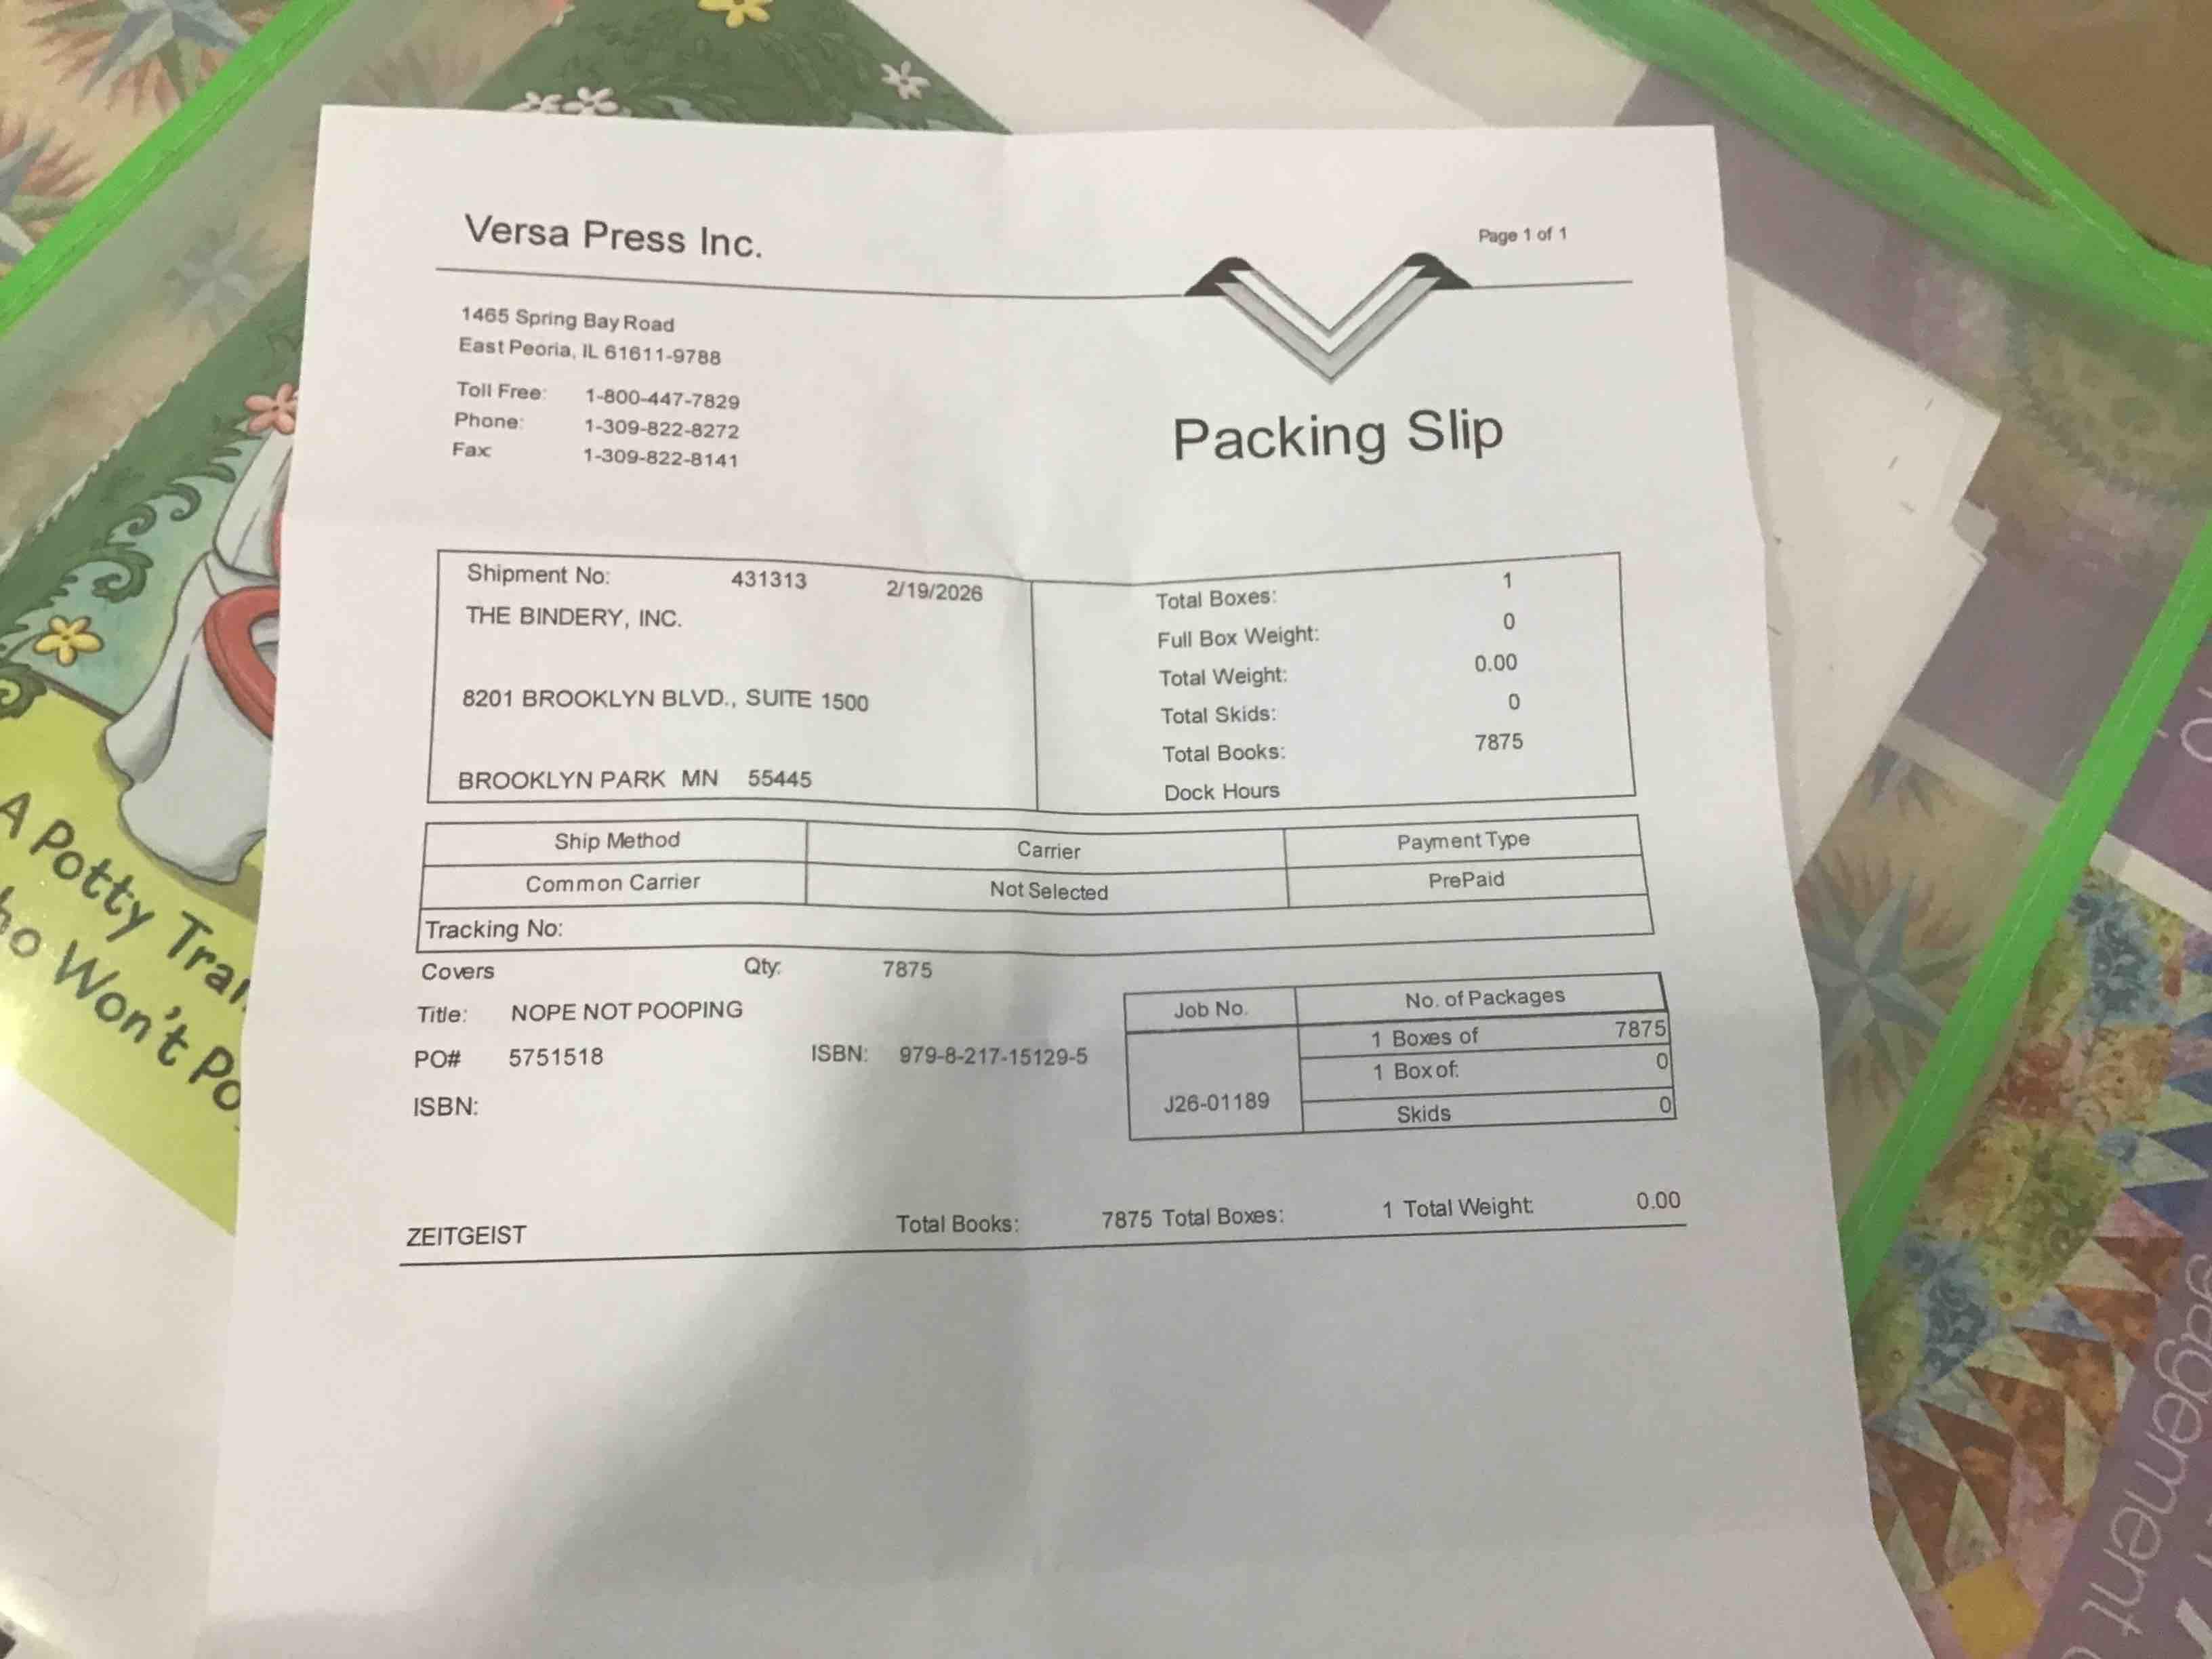 Versa Press Inc.
Page 1 of 1
1465 Spring Bay Road
East Peoria, IL 61611-9788
Toll Free: 1-800-447-7829
Phone: 1-309-822-8272
Fax: 1-309-822-8141
Packing Slip
Shipment No: 431313 2/19/2026
THE BINDERY, INC.
8201 BROOKLYN BLVD., SUITE 1500
BROOKLYN PARK MN 55445
Total Boxes: 1
Full Box Weight: 0
Total Weight: 0.00
Total Skids: 0
Total Books: 7875
Dock Hours
Ship Method Carrier Payment Type
Common Carrier Not Selected PrePaid
Tracking No:
Covers Qty: 7875
Title: NOPE NOT POOPING
PO# 5751518 ISBN: 979-8-217-15129-5
ISBN:
Job No. No. of Packages
1 Boxes of 7875
1 Box of: 0
J26-01189
Skids 0
ZEITGEIST Total Books: 7875 Total Boxes: 1 Total Weight: 0.00
A Potty
Won't